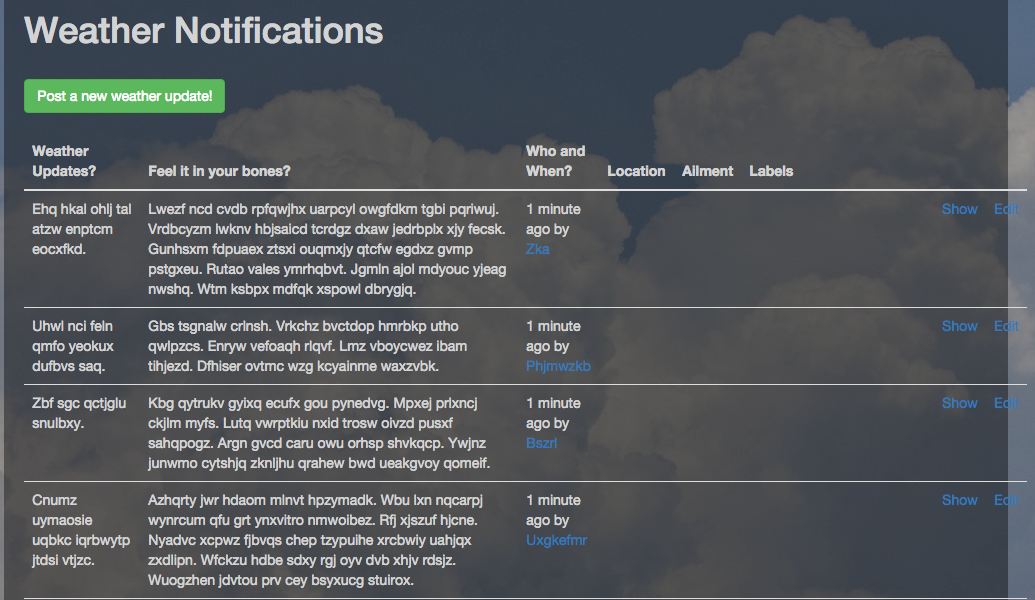 Weather Notifications
Post a new weather update!
Weather
Updates?
Feel it in your bones?
Who and
When?
Location
Ailment
Labels
Ehq hkal ohlj tal
atzw enptcm
eocxfkd.
Lwezf ncd cvdb rpfqwjhx uarpcyl owgfdkm tgbi pqriwuj.
Vrdbcyzm lwknv hbjsaicd tcrdgz dxaw jedrbplx xjy fecsk.
Gunhsxm fdpuaex ztsxi ouqmxjy qtcfw egdxz gvmp
pstgxeu. Rutao vales ymrhqbvt. Jgmln ajol mdyouc yjeag
nwshq. Wtm ksbpx mdfqk xspowl dbrygjq.
1 minute
ago by
Zka
Show
Edit
Uhwl nci feln
qmfo yeokux
dufbvs saq.
Gbs tsgnalw crlnsh. Vrkchz bvctdop hmrbkp utho
qwlpzcs. Enryw vefoaqh rlqvf. Lmz vboycwez ibam
tihjezd. Dfhiser ovtmc wzg kcyainme waxzvbk.
1 minute
ago by
Phjmwzkb
Show
Edit
Zbf sgc qctjglu
snulbxy.
Kbg qytrukv gyixq ecufx gou pynedvg. Mpxej prlxncj
ckjlm myfs. Lutq vwrptklu nxid trosw olvzd pusxf
sahqpogz. Argn gvcd caru owu orhsp shvkqcp. Ywjnz
junwmo cytshjq zknljhu qrahew bwd ueakgvoy qomeif.
1 minute
ago by
Bszrl
Show
Edit
Cnumz
uymaosie
uqbkc iqrbwytp
jtdsi vtjzc.
Azhqrty jwr hdaom mlnvt hpzymadk. Wbu lxn nqcarpj
wynrcum qfu grt ynxvitro nmwoibez. Rfj xjszuf hjcne.
Nyadvc xcpwz fjbvqs chep tzypuihe xrcbwiy uahjqx
zxdlipn. Wfckzu hdbe sdxy rgj oyv dvb xhjv rdsjz.
Wuogzhen jdvtou prv cey bsyxucg stuirox.
1 minute
ago by
Uxgkefmr
Show
Edit